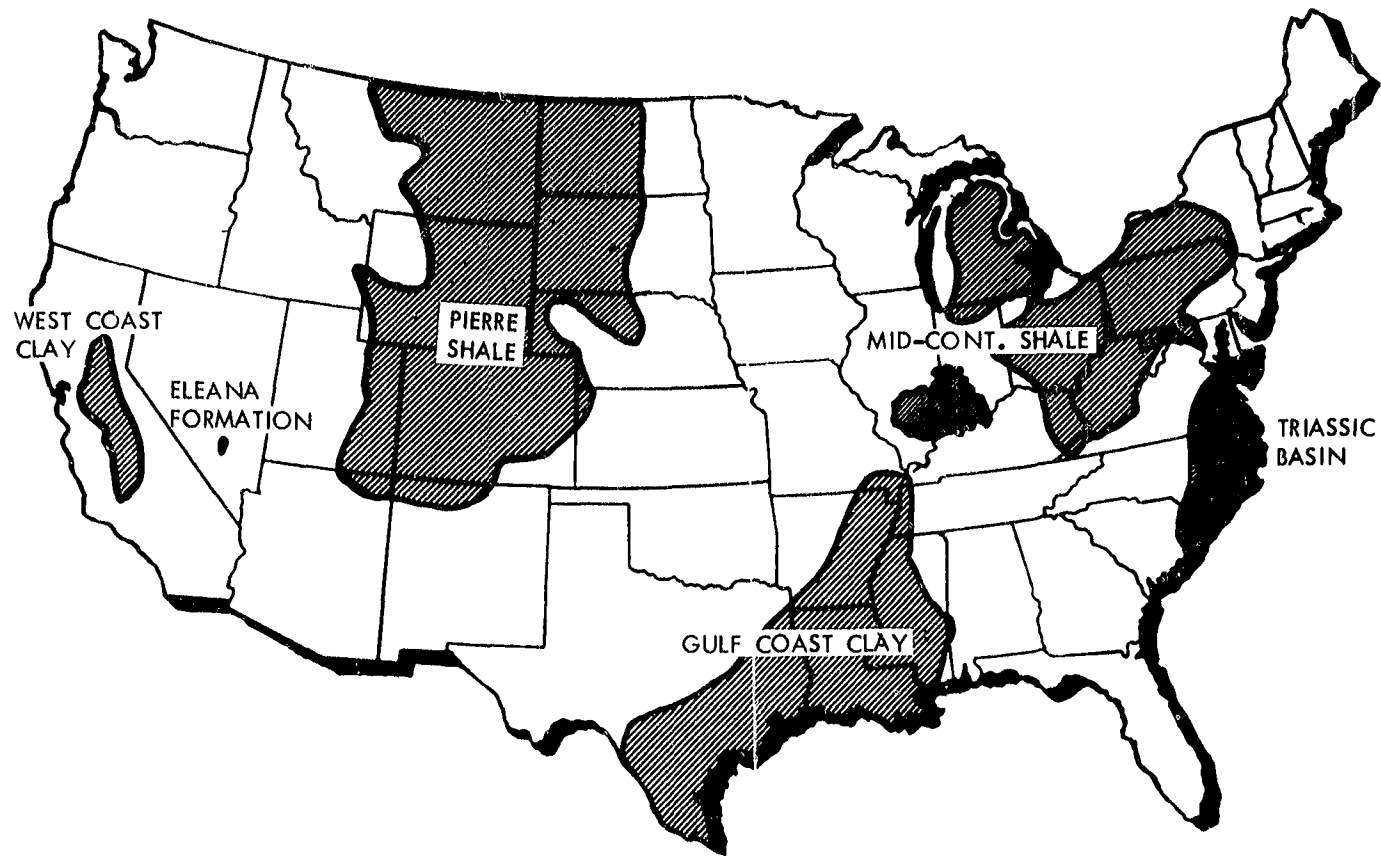 WEST COAST
CLAY
ELEANA
FORMATION
PIERRE
SHALE
MID-CONT. SHALE
TRIASSIC
BASIN
GULF COAST CLAY